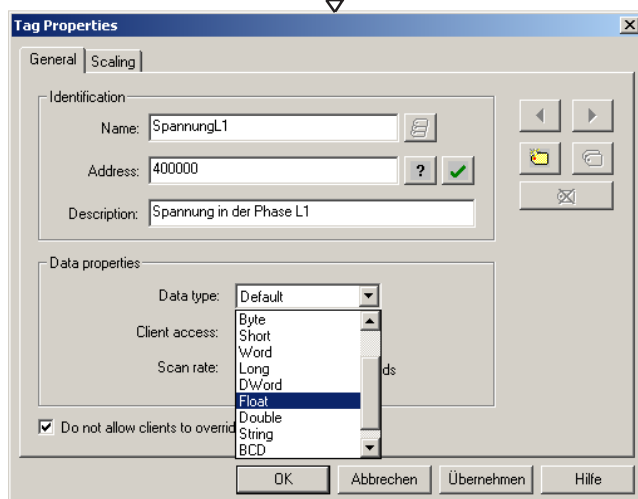 Tag Properties
General Scaling
Identification
Name: SpannungL1
Address: 400000 ?
Description: Spannung in der Phase L1
Data properties
Data type: Default
Byte
Client access: Short
Word
Scan rate: Long ds
DWord
Float
Double
Do not allow clients to overrid String
BCD
OK Abbrechen Übernehmen Hilfe